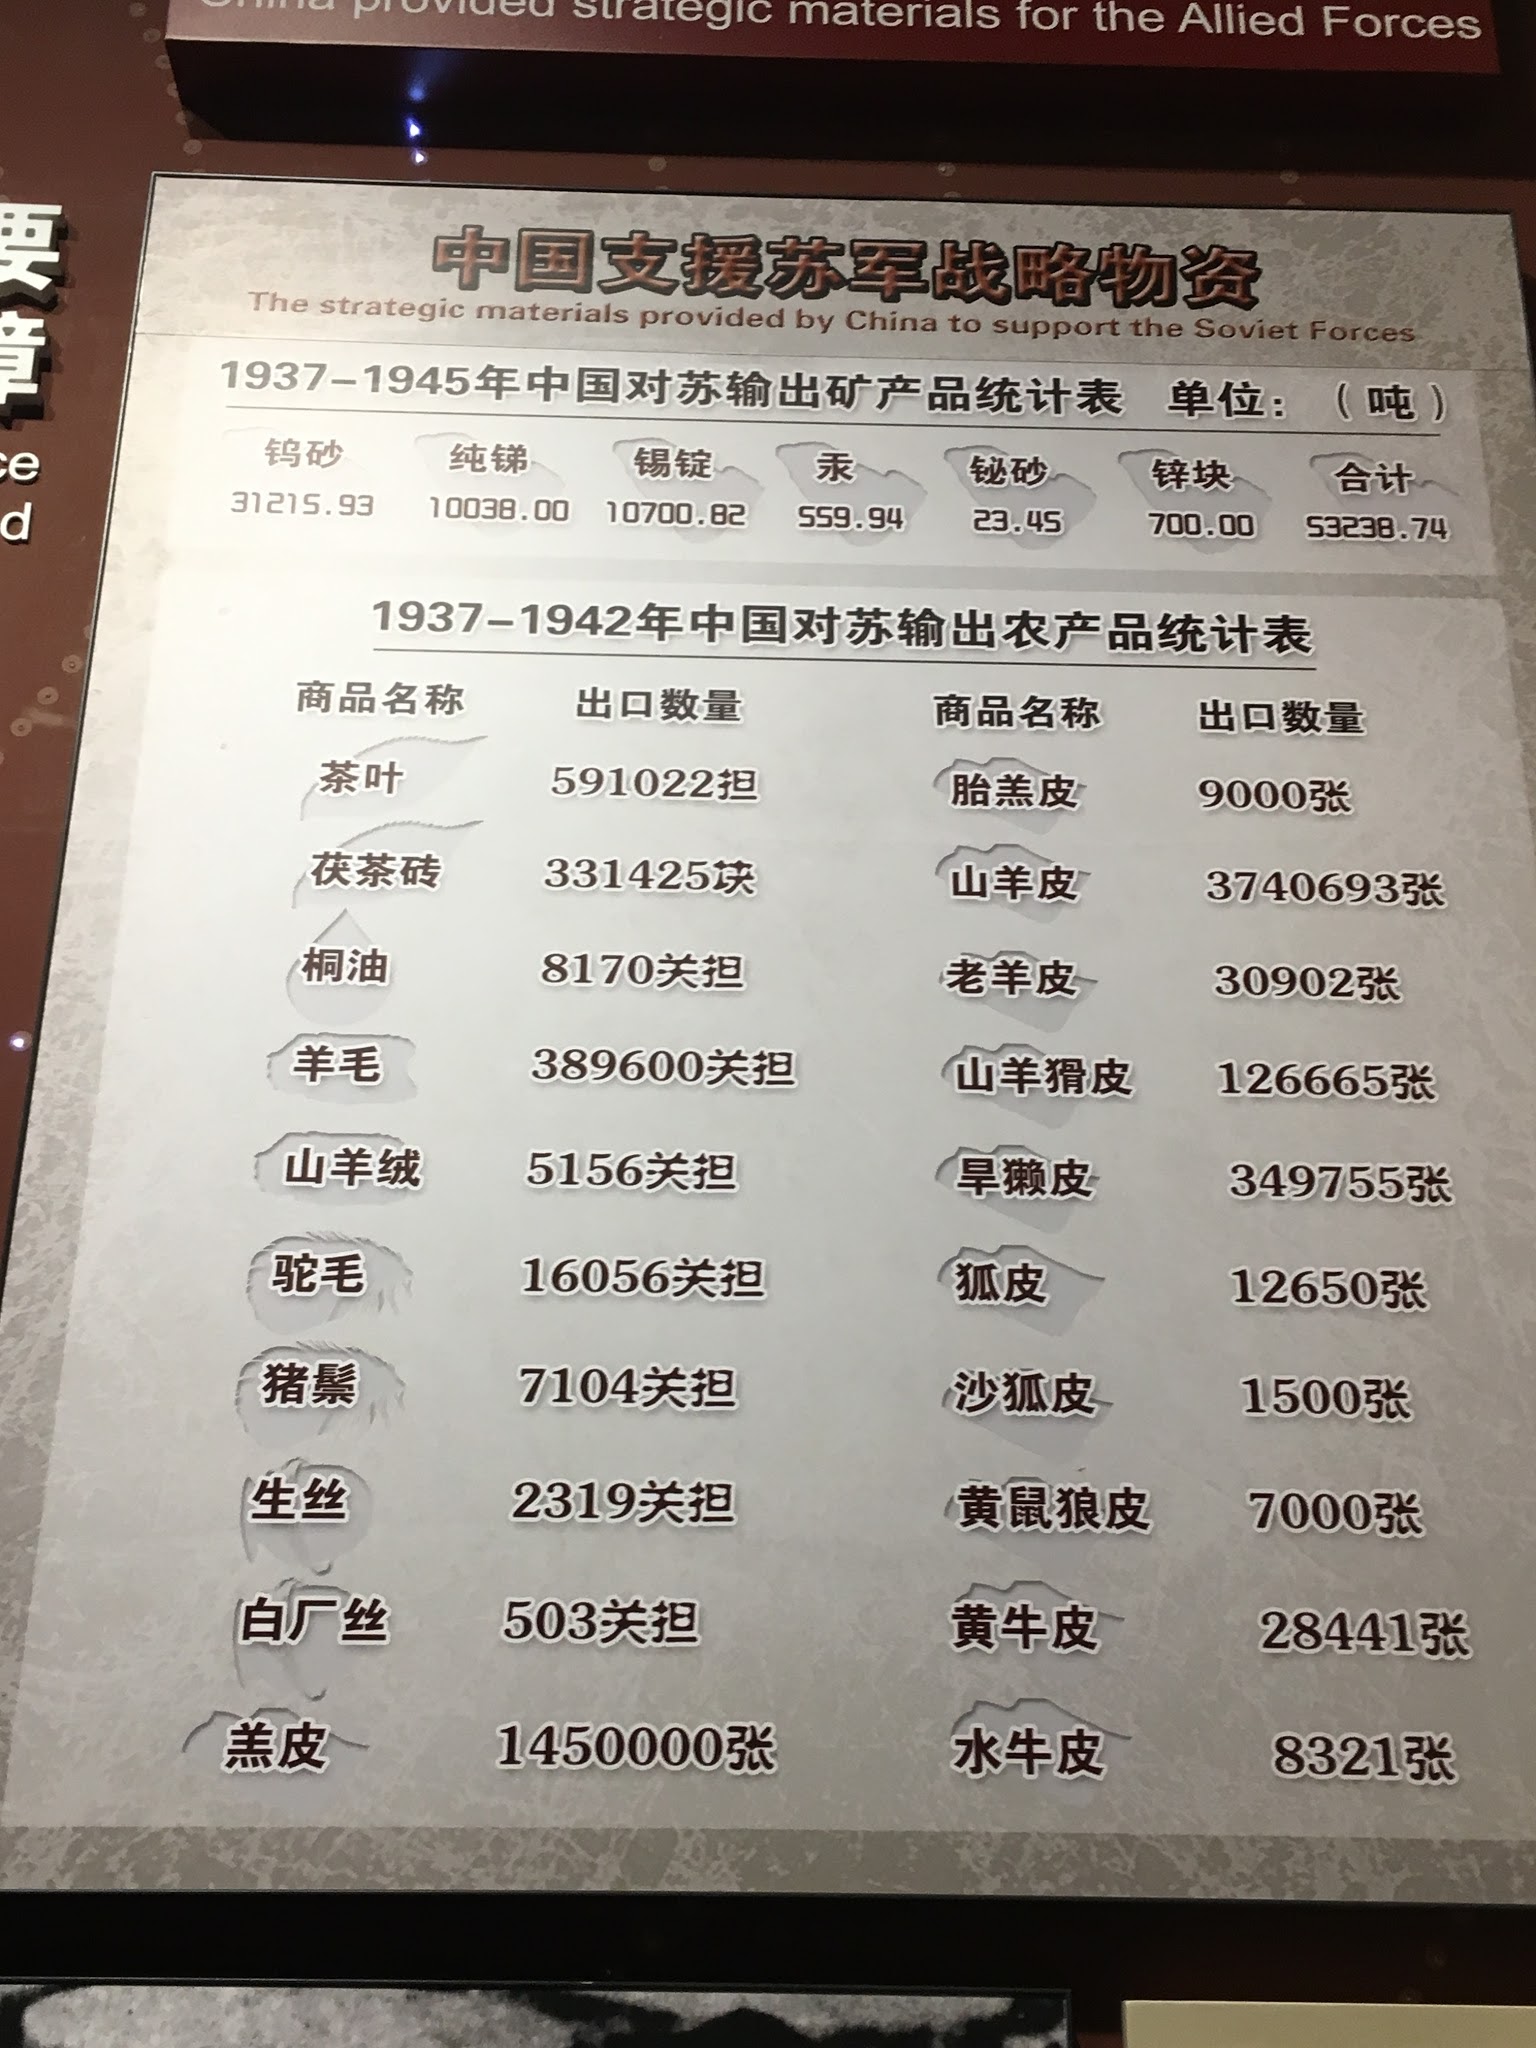 China provided strategic materials for the Allied Forces
要
障
ce
d
中国支援苏军战略物资
The strategic materials provided by China to support the Soviet Forces
1937-1945年中国对苏输出矿产品统计表 单位：（吨）
钨砂 纯锑 锡锭 汞 铋砂 锌块 合计
31215.93 10038.00 10700.82 559.94 23.45 700.00 53238.74
1937-1942年中国对苏输出农产品统计表
商品名称 出口数量 商品名称 出口数量
茶叶 591022担 胎羔皮 9000张
茯茶砖 331425块 山羊皮 3740693张
桐油 8170关担 老羊皮 30902张
羊毛 389600关担 山羊猾皮 126665张
山羊绒 5156关担 旱獭皮 349755张
驼毛 16056关担 狐皮 12650张
猪鬃 7104关担 沙狐皮 1500张
生丝 2319关担 黄鼠狼皮 7000张
白厂丝 503关担 黄牛皮 28441张
羔皮 1450000张 水牛皮 8321张